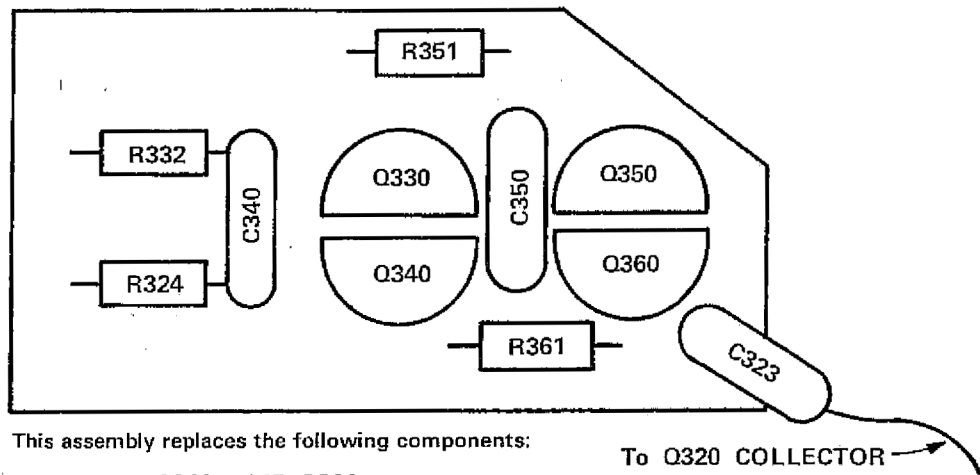 R351
R332
C340
Q330
C350
Q350
R324
Q340
Q360
R361
C323
This assembly replaces the following components:
To Q320 COLLECTOR